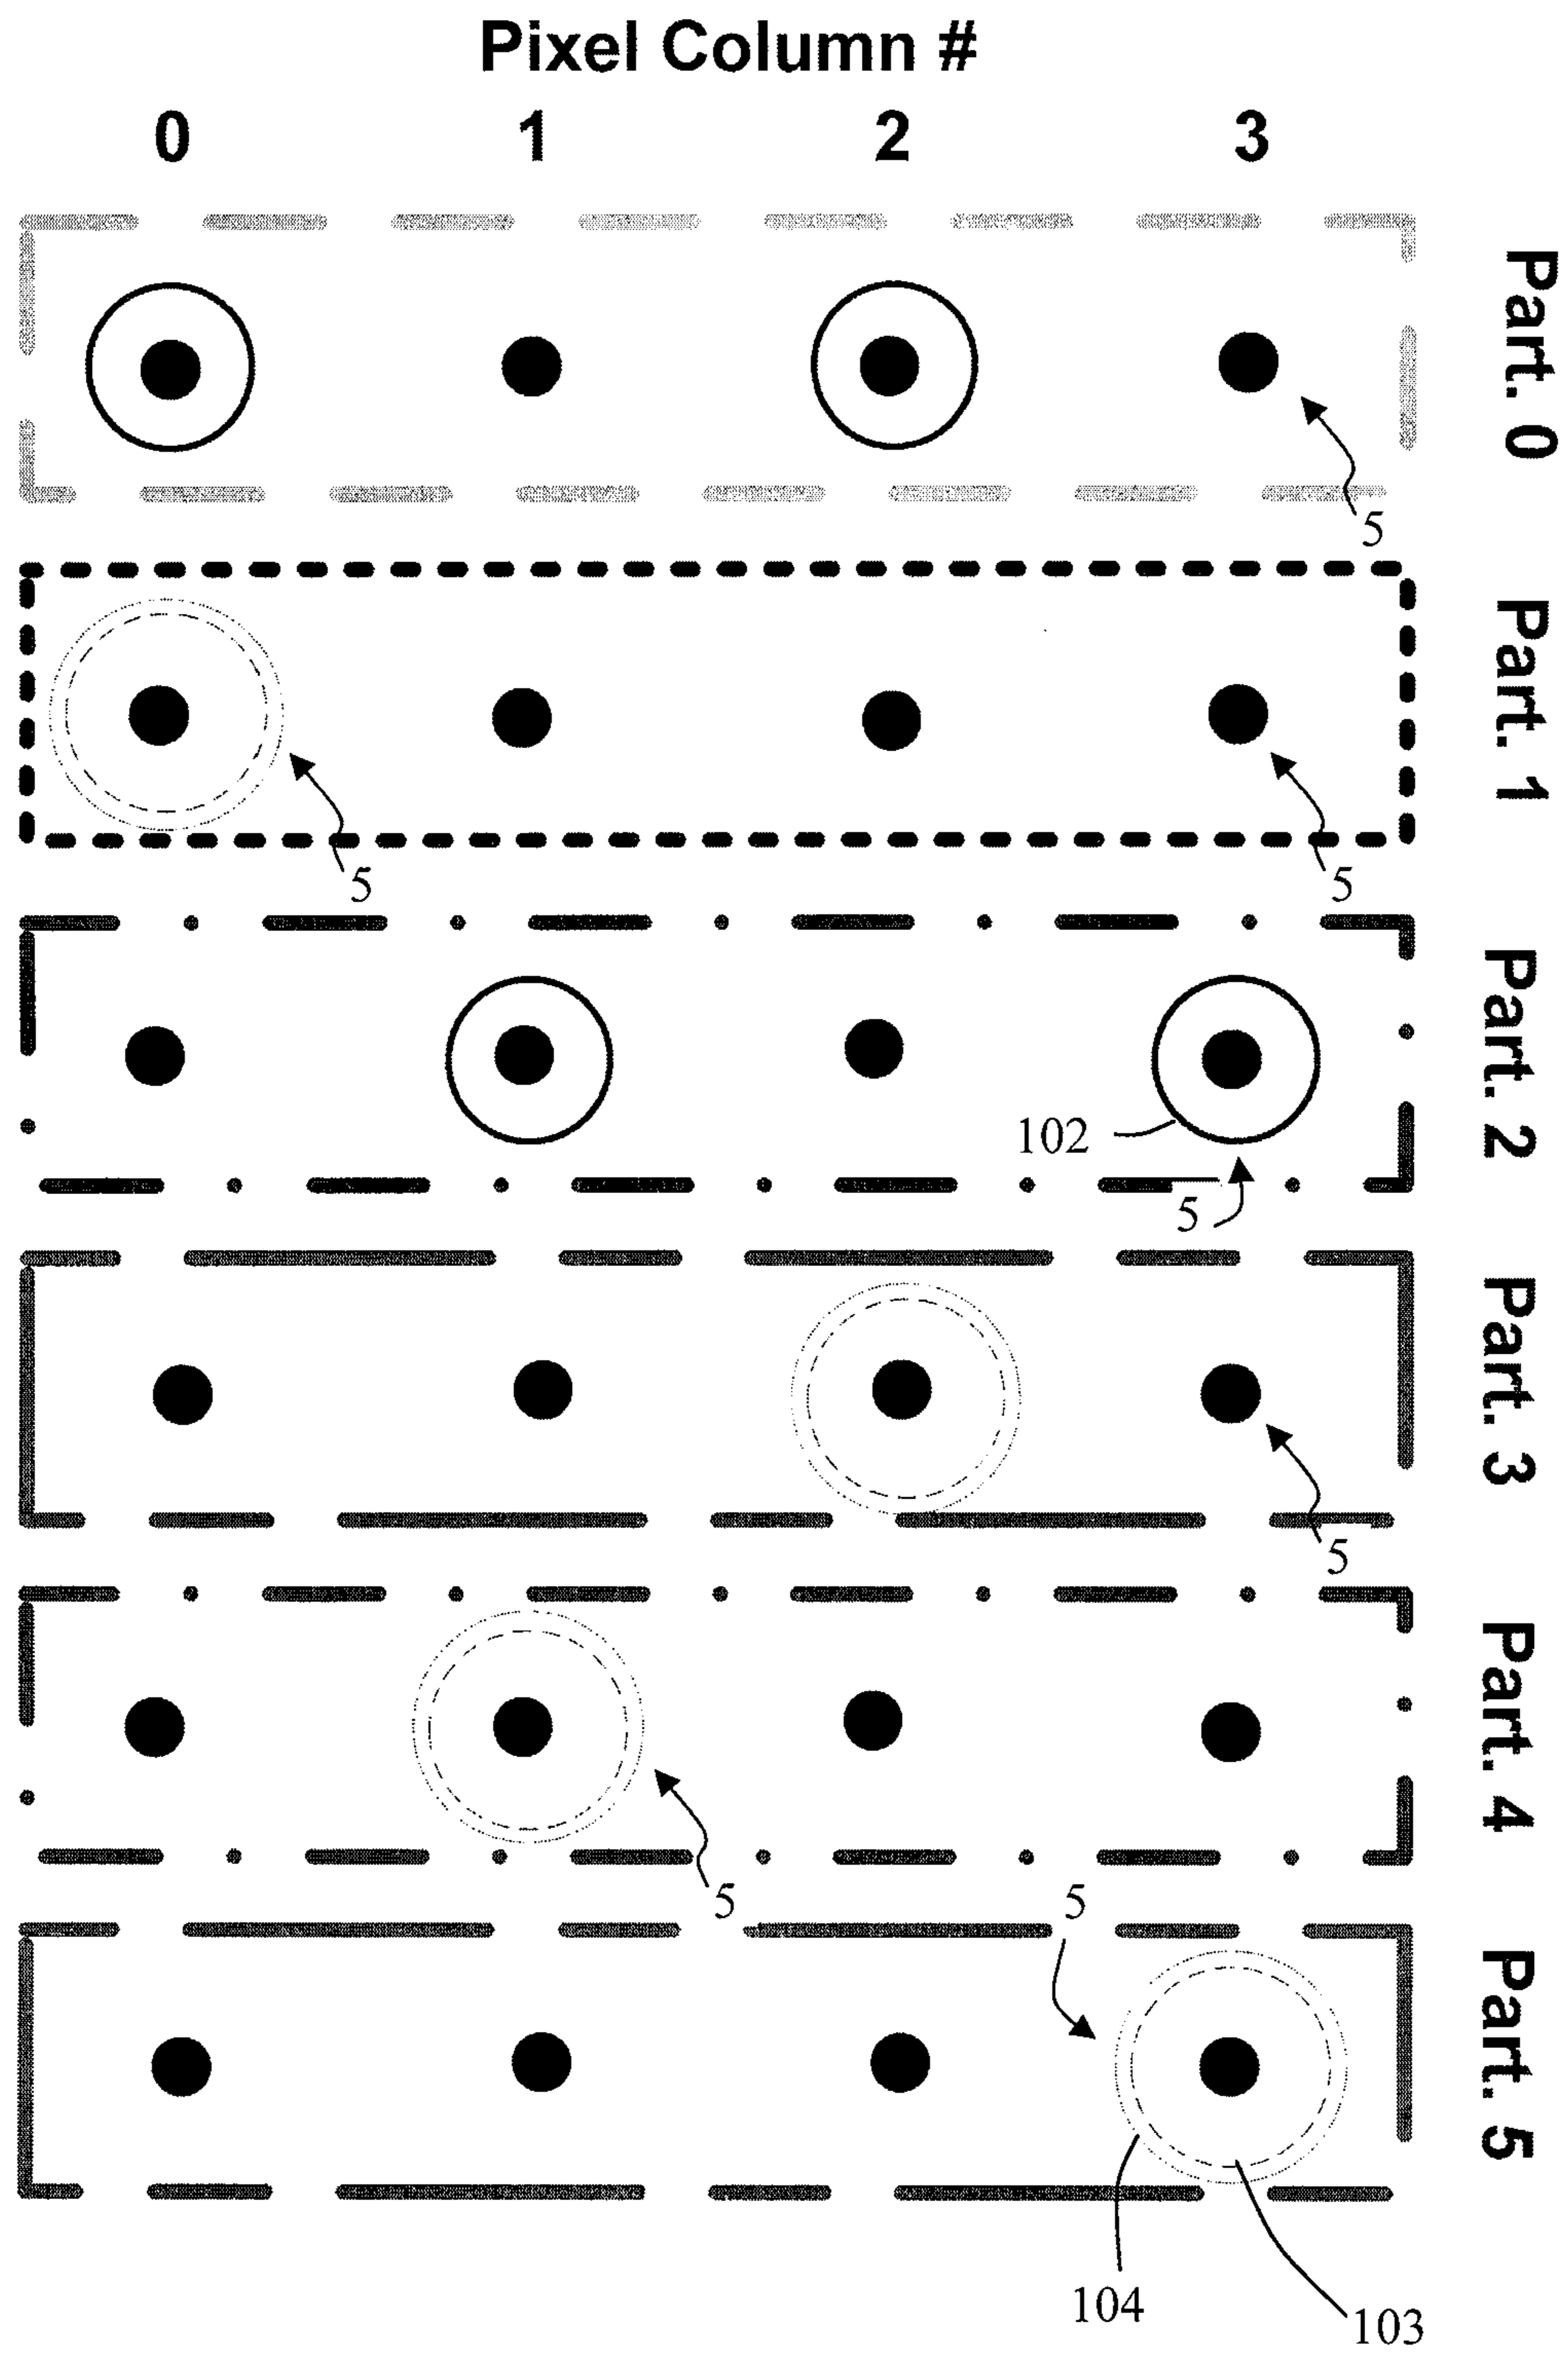 Pixel Column #
0 1 2 3
Part. 0
5
Part. 1
5 5
Part. 2
102
5
Part. 3
5
Part. 4
5
5
Part. 5
104
103